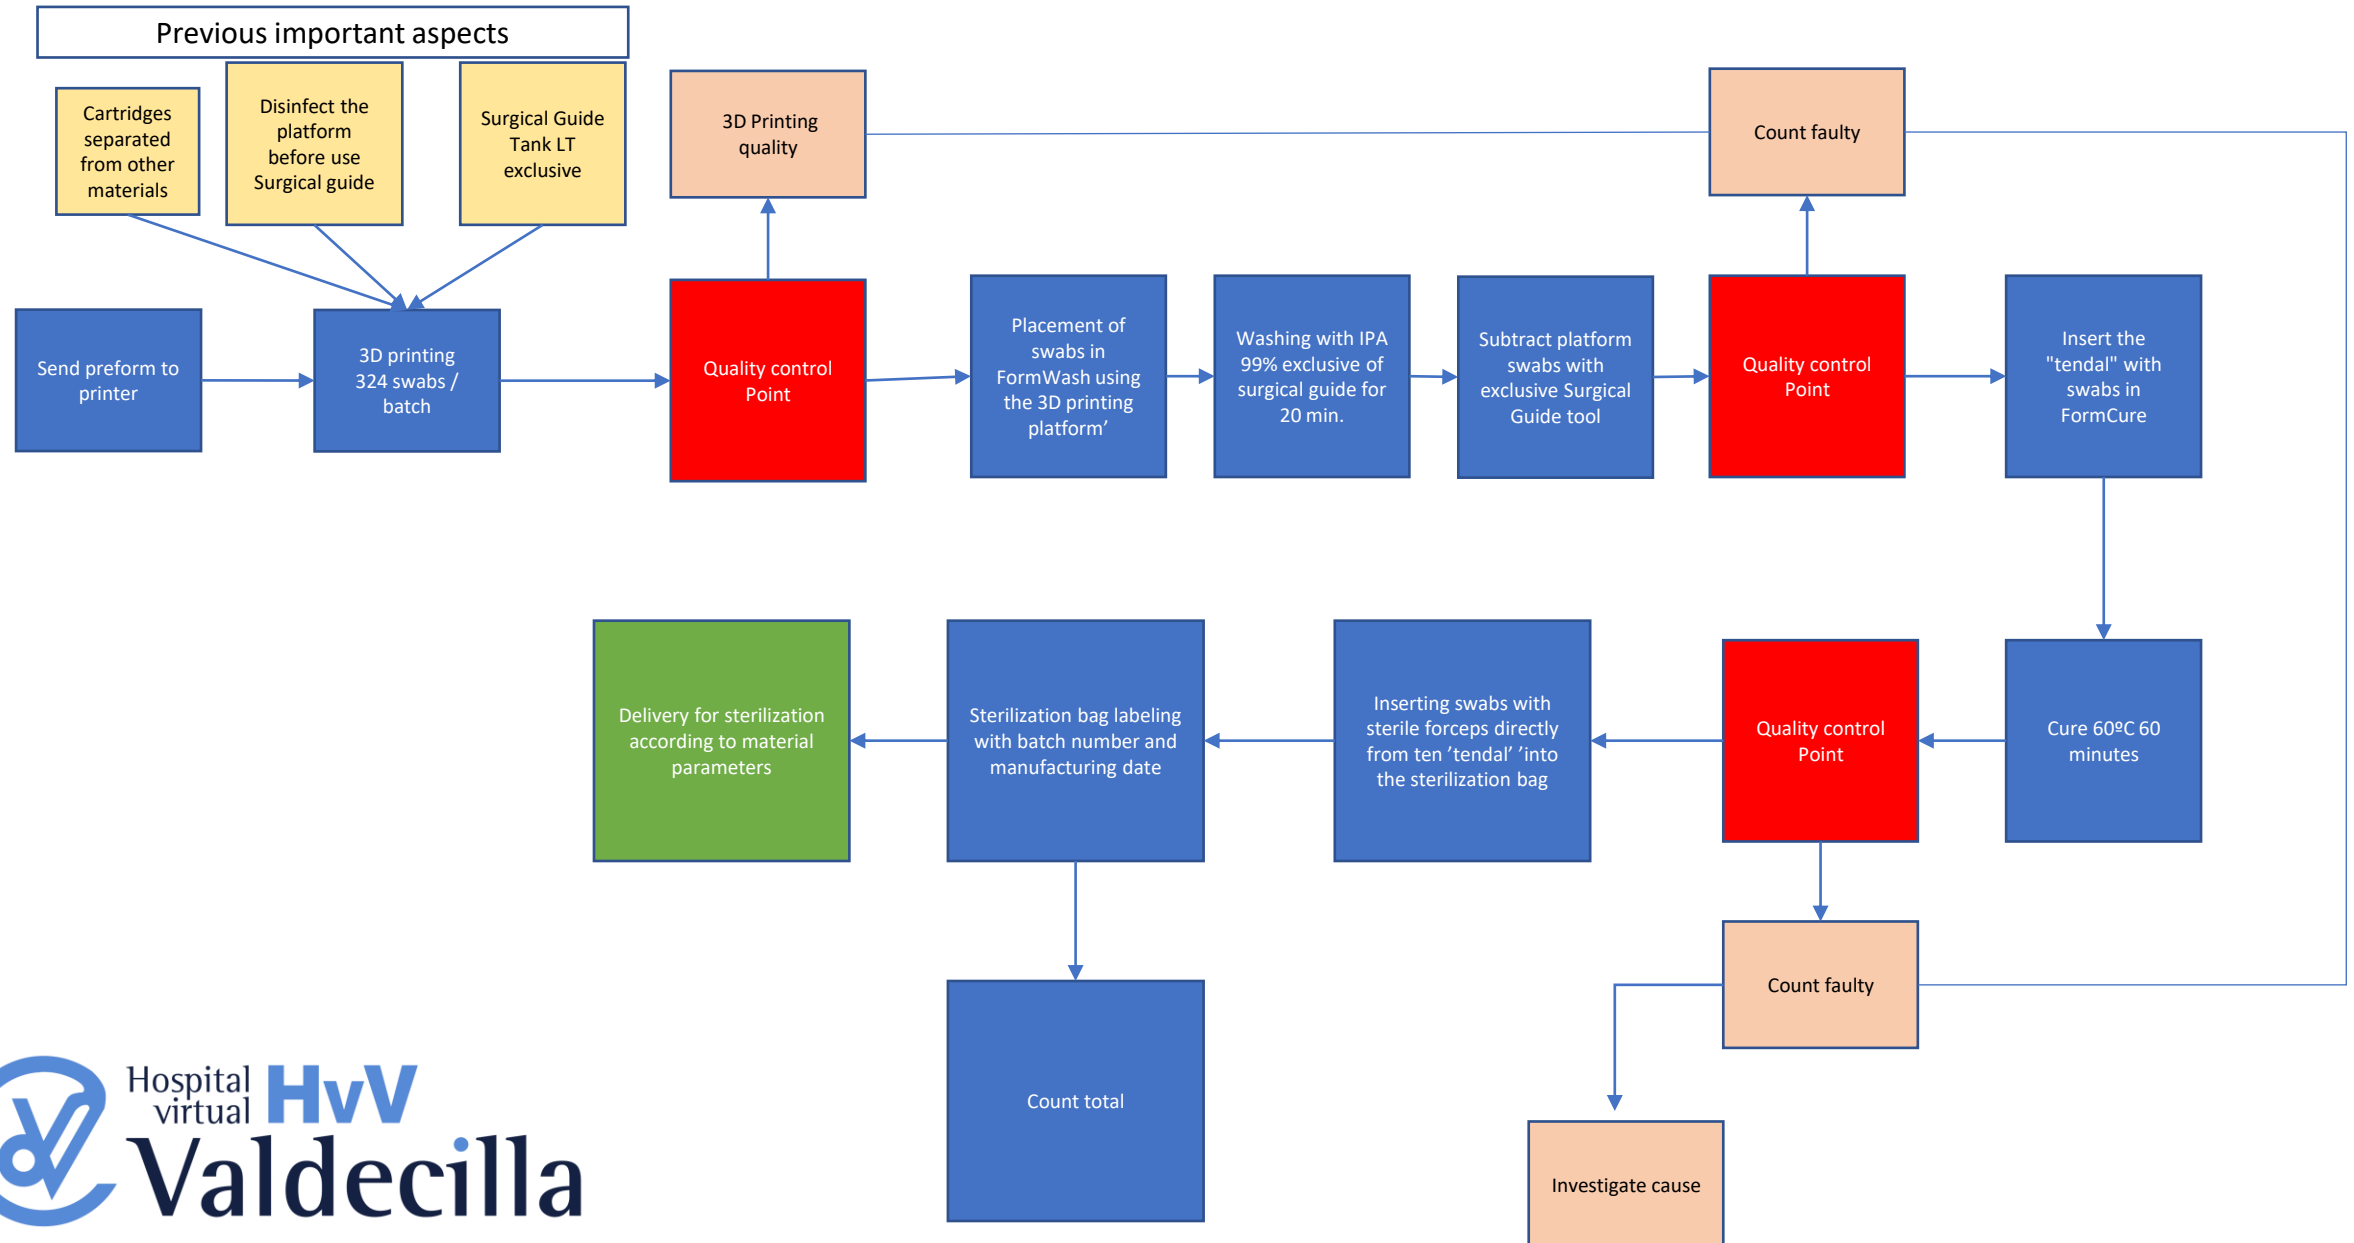 Previous important aspects
Cartridges
separated
from other
materials
Disinfect the
platform
before use
Surgical guide
Surgical Guide
Tank LT
exclusive
3D Printing
quality
Count faulty
Send preform to
printer
3D printing
324 swabs /
batch
Quality control
Point
Placement of
swabs in
FormWash using
the 3D printing
platform’
Washing with IPA
99% exclusive of
surgical guide for
20 min.
Subtract platform
swabs with
exclusive Surgical
Guide tool
Quality control
Point
Insert the
"tendal" with
swabs in
FormCure
Delivery for sterilization
according to material
parameters
Sterilization bag labeling
with batch number and
manufacturing date
Inserting swabs with
sterile forceps directly
from ten ’tendal’ ’into
the sterilization bag
Quality control
Point
Cure 60ºC 60
minutes
Count total
Count faulty
Investigate cause
Hospital
virtual
HvV
Valdecilla